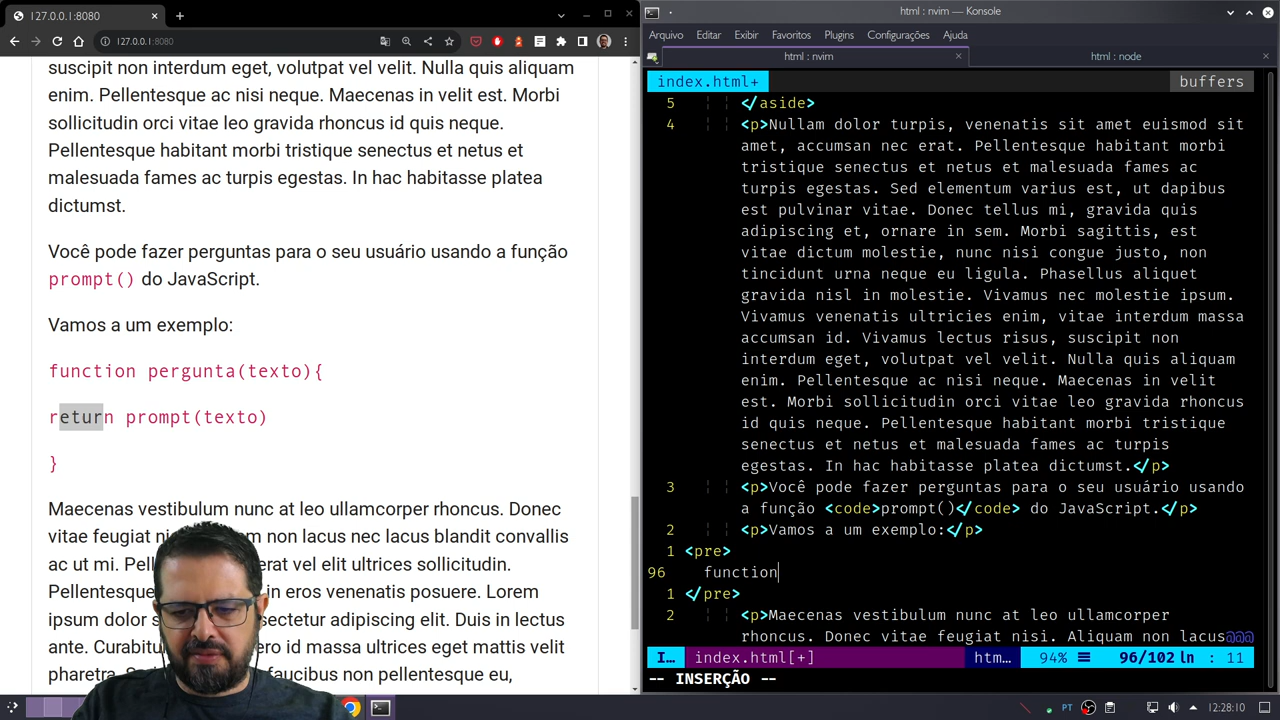 127.0.0.1:8080
127.0.0.1:8080
suscipit non interdum eget, volutpat vel velit. Nulla quis aliquam
enim. Pellentesque ac nisi neque. Maecenas in velit est. Morbi
sollicitudin orci vitae leo gravida rhoncus id quis neque.
Pellentesque habitant morbi tristique senectus et netus et
malesuada fames ac turpis egestas. In hac habitasse platea
dictumst.
Você pode fazer perguntas para o seu usuário usando a função
prompt() do JavaScript.
Vamos a um exemplo:
function pergunta(texto){
return prompt(texto)
}
Maecenas vestibulum nunc at leo ullamcorper rhoncus. Donec
vitae feugiat non lacus nec lacus blandit convallis
ac ut mi. erat vel elit ultrices sollicitudin.
Pellentesque in eros venenatis posuere. Lorem
ipsum dolor adipiscing elit. Duis in lectus
ante. id massa ultrices eget mattis velit
pharetra. faucibus non pellentesque eu,
html : nvim — Konsole
Arquivo Editar Exibir Favoritos Plugins Configurações Ajuda
html : nvim
html : node
index.html+ buffers
5 </aside>
4 <p>Nullam dolor turpis, venenatis sit amet euismod sit
amet, accumsan nec erat. Pellentesque habitant morbi
tristique senectus et netus et malesuada fames ac
turpis egestas. Sed elementum varius est, ut dapibus
est pulvinar vitae. Donec tellus mi, gravida quis
adipiscing et, ornare in sem. Morbi sagittis, est
vitae dictum molestie, nunc nisi congue justo, non
tincidunt urna neque eu ligula. Phasellus aliquet
gravida nisl in molestie. Vivamus nec molestie ipsum.
Vivamus venenatis ultricies enim, vitae interdum massa
accumsan id. Vivamus lectus risus, suscipit non
interdum eget, volutpat vel velit. Nulla quis aliquam
enim. Pellentesque ac nisi neque. Maecenas in velit
est. Morbi sollicitudin orci vitae leo gravida rhoncus
id quis neque. Pellentesque habitant morbi tristique
senectus et netus et malesuada fames ac turpis
egestas. In hac habitasse platea dictumst.</p>
3 <p>Você pode fazer perguntas para o seu usuário usando
a função <code>prompt()</code> do JavaScript.</p>
2 <p>Vamos a um exemplo:</p>
1 <pre>
96 function
1 </pre>
2 <p>Maecenas vestibulum nunc at leo ullamcorper
rhoncus. Donec vitae feugiat nisi. Aliquam non lacus@@@
I… index.html[+] htm… 94% 96/102 ln : 11
-- INSERÇÃO --
PT 12:28:10